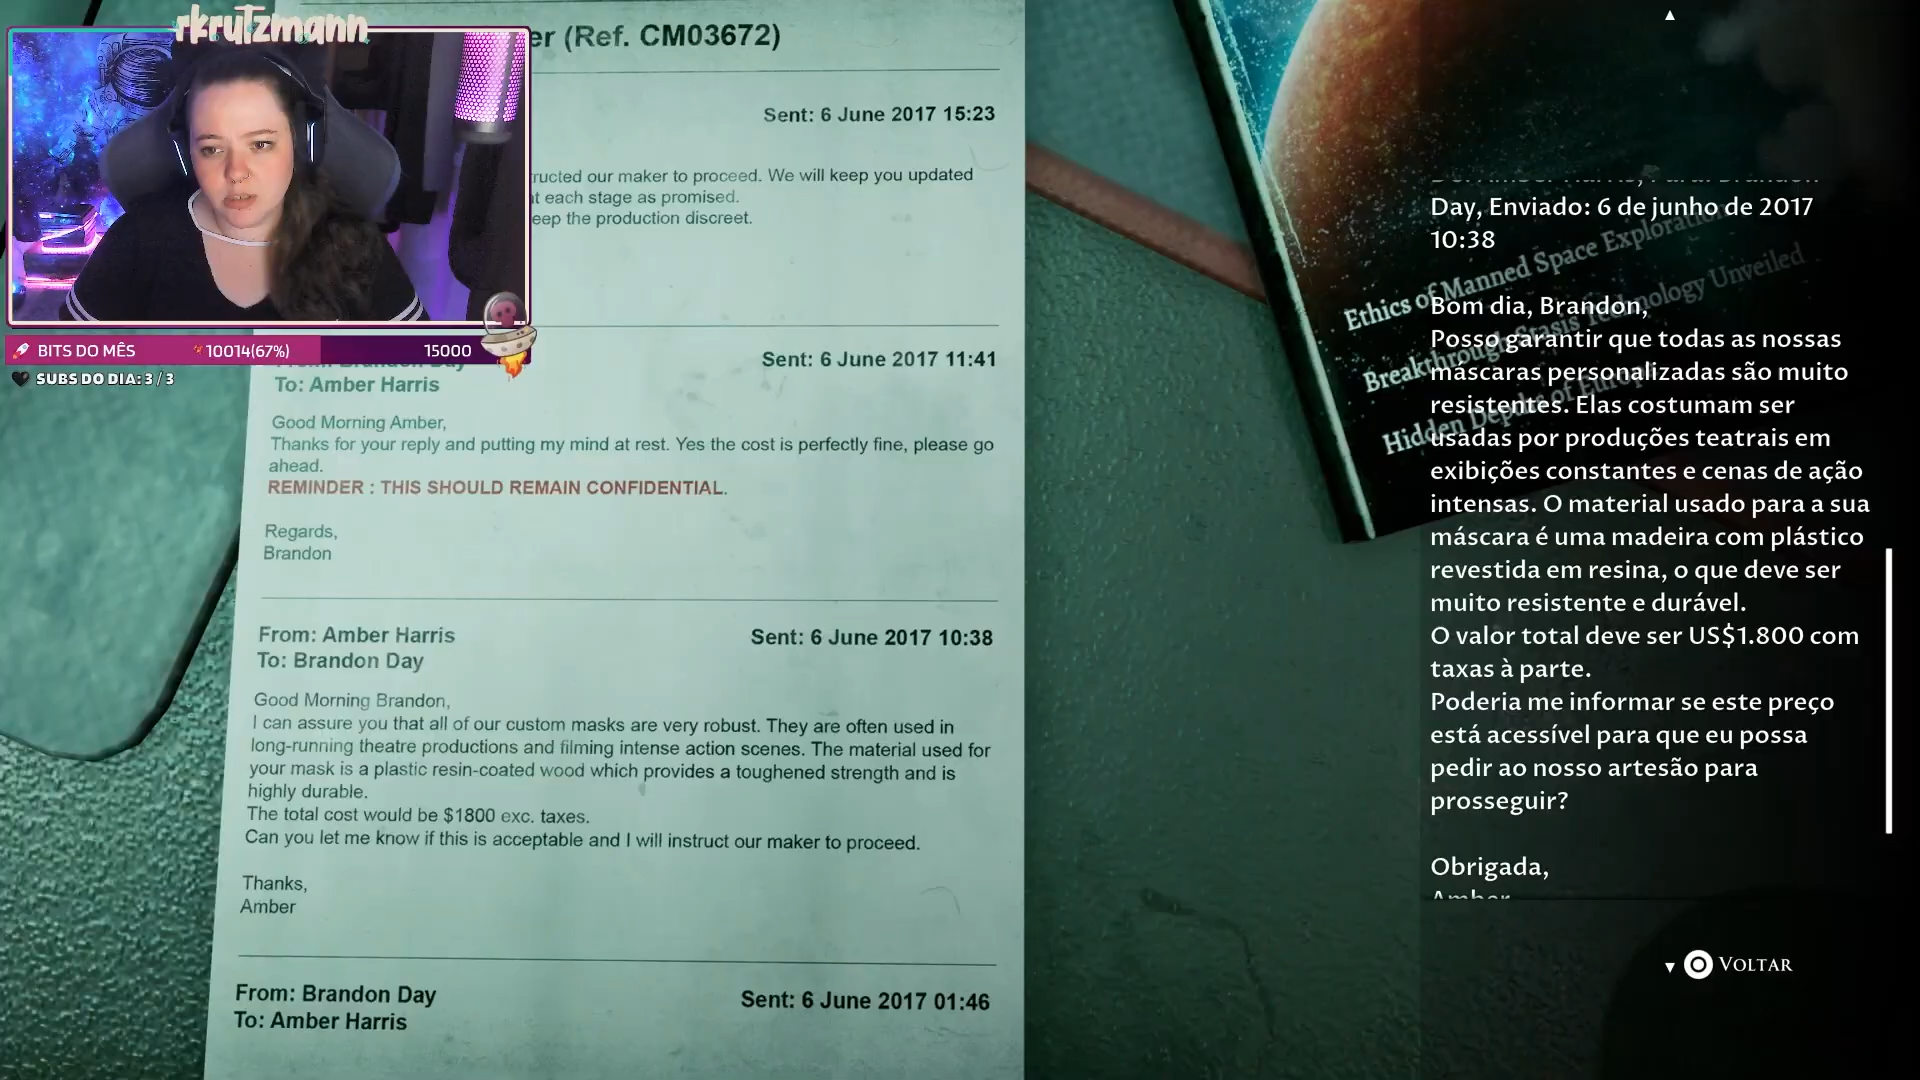 rkrutzmann
er (Ref. CM03672)
Sent: 6 June 2017 15:23
ructed our maker to proceed. We will keep you updated
t each stage as promised.
eep the production discreet.
BITS DO MÊS
10014(67%)
15000
SUBS DO DIA: 3 / 3
Sent: 6 June 2017 11:41
To: Amber Harris
Good Morning Amber,
Thanks for your reply and putting my mind at rest. Yes the cost is perfectly fine, please go
ahead.
REMINDER : THIS SHOULD REMAIN CONFIDENTIAL.
Regards,
Brandon
From: Amber Harris
Sent: 6 June 2017 10:38
To: Brandon Day
Good Morning Brandon,
I can assure you that all of our custom masks are very robust. They are often used in
long-running theatre productions and filming intense action scenes. The material used for
your mask is a plastic resin-coated wood which provides a toughened strength and is
highly durable.
The total cost would be $1800 exc. taxes.
Can you let me know if this is acceptable and I will instruct our maker to proceed.
Thanks,
Amber
From: Brandon Day
Sent: 6 June 2017 01:46
To: Amber Harris
Ethics of Manned Space Exploration
Breakthrough Stasis Technology Unveiled
Hidden Depths of Europa
Day, Enviado: 6 de junho de 2017
10:38
Bom dia, Brandon,
Posso garantir que todas as nossas
máscaras personalizadas são muito
resistentes. Elas costumam ser
usadas por produções teatrais em
exibições constantes e cenas de ação
intensas. O material usado para a sua
máscara é uma madeira com plástico
revestida em resina, o que deve ser
muito resistente e durável.
O valor total deve ser US$1.800 com
taxas à parte.
Poderia me informar se este preço
está acessível para que eu possa
pedir ao nosso artesão para
prosseguir?
Obrigada,
Amber
VOLTAR